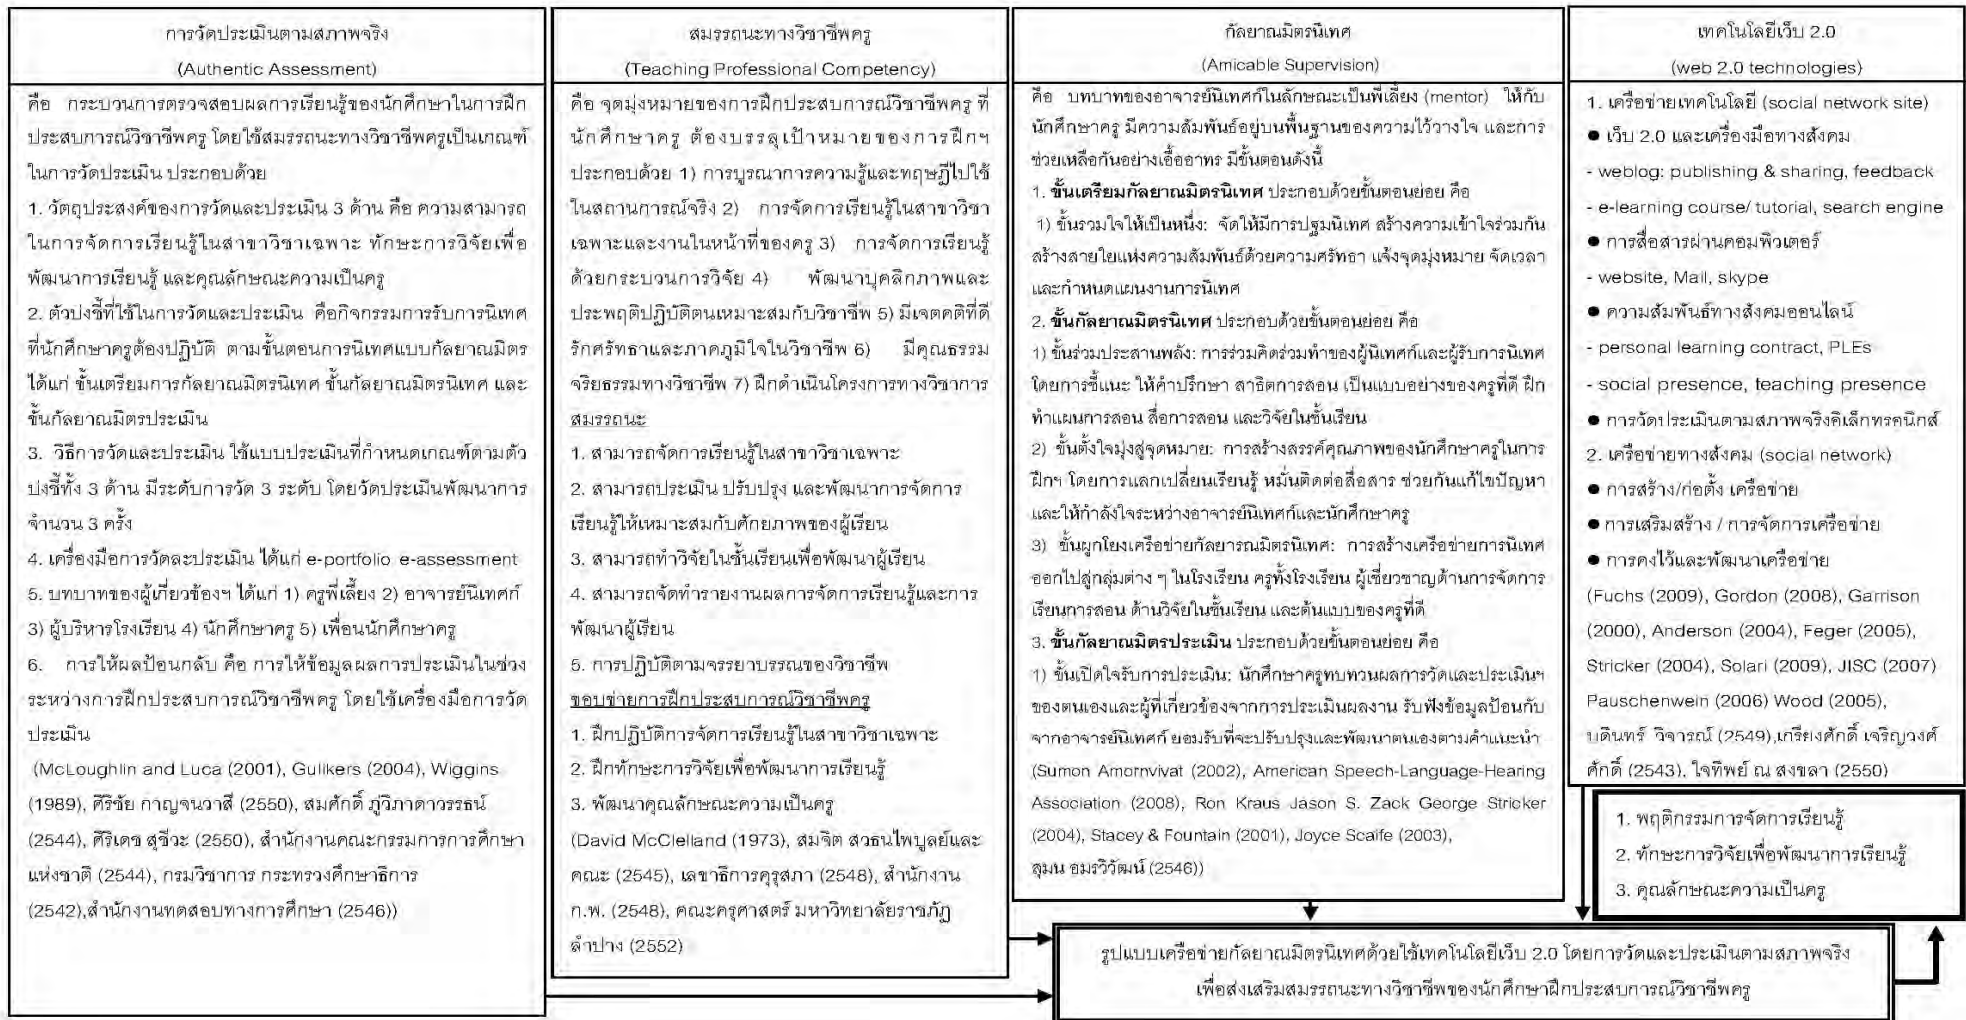 การวัดประเมินตามสภาพจริง
(Authentic Assessment)
คือ กระบวนการตรวจสอบผลการเรียนรู้ของนักศึกษาในการฝึก
ประสบการณ์วิชาชีพครู โดยใช้สมรรถนะทางวิชาชีพครูเป็นเกณฑ์
ในการวัดประเมิน ประกอบด้วย
1. วัตถุประสงค์ของการวัดและประเมิน 3 ด้าน คือ ความสามารถ
ในการจัดการเรียนรู้ในสาขาวิชาเฉพาะ ทักษะการวิจัยเพื่อ
พัฒนาการเรียนรู้ และคุณลักษณะความเป็นครู
2. ตัวบ่งชี้ที่ใช้ในการวัดและประเมิน คือกิจกรรมการรับการนิเทศ
ที่นักศึกษาครูต้องปฏิบัติ ตามขั้นตอนการนิเทศแบบกัลยาณมิตร
ได้แก่ ขั้นเตรียมการกัลยาณมิตรนิเทศ ขั้นกัลยาณมิตรนิเทศ และ
ขั้นกัลยาณมิตรประเมิน
3. วิธีการวัดและประเมิน ใช้แบบประเมินที่กำหนดเกณฑ์ตามตัว
บ่งชี้ทั้ง 3 ด้าน มีระดับการวัด 3 ระดับ โดยวัดประเมินพัฒนาการ
จำนวน 3 ครั้ง
4. เครื่องมือการวัดละประเมิน ได้แก่ e-portfolio e-assessment
5. บทบาทของผู้เกี่ยวข้องฯ ได้แก่ 1) ครูพี่เลี้ยง 2) อาจารย์นิเทศก์
3) ผู้บริหารโรงเรียน 4) นักศึกษาครู 5) เพื่อนนักศึกษาครู
6. การให้ผลป้อนกลับ คือ การให้ข้อมูลผลการประเมินในช่วง
ระหว่างการฝึกประสบการณ์วิชาชีพครู โดยใช้เครื่องมือการวัด
ประเมิน
(McLoughlin and Luca (2001), Gulikers (2004), Wiggins
(1989), ศิริชัย กาญจนวาสี (2550), สมศักดิ์ ภู่วิภาดาวรรธน์
(2544), ศิริเดช สุชีวะ (2550), สำนักงานคณะกรรมการการศึกษา
แห่งชาติ (2544), กรมวิชาการ กระทรวงศึกษาธิการ
(2542),สำนักงานทดสอบทางการศึกษา (2546))
สมรรถนะทางวิชาชีพครู
(Teaching Professional Competency)
คือ จุดมุ่งหมายของการฝึกประสบการณ์วิชาชีพครู ที่
นักศึกษาครู ต้องบรรลุเป้าหมายของการฝึกฯ
ประกอบด้วย 1) การบูรณาการความรู้และทฤษฎีไปใช้
ในสถานการณ์จริง 2) การจัดการเรียนรู้ในสาขาวิชา
เฉพาะและงานในหน้าที่ของครู 3) การจัดการเรียนรู้
ด้วยกระบวนการวิจัย 4) พัฒนาบุคลิกภาพและ
ประพฤติปฏิบัติตนเหมาะสมกับวิชาชีพ 5) มีเจตคติที่ดี
รักศรัทธาและภาคภูมิใจในวิชาชีพ 6) มีคุณธรรม
จริยธรรมทางวิชาชีพ 7) ฝึกดำเนินโครงการทางวิชาการ
สมรรถนะ
1. สามารถจัดการเรียนรู้ในสาขาวิชาเฉพาะ
2. สามารถประเมิน ปรับปรุง และพัฒนาการจัดการ
เรียนรู้ให้เหมาะสมกับศักยภาพของผู้เรียน
3. สามารถทำวิจัยในชั้นเรียนเพื่อพัฒนาผู้เรียน
4. สามารถจัดทำรายงานผลการจัดการเรียนรู้และการ
พัฒนาผู้เรียน
5. การปฏิบัติตามจรรยาบรรณของวิชาชีพ
ขอบข่ายการฝึกประสบการณ์วิชาชีพครู
1. ฝึกปฏิบัติการจัดการเรียนรู้ในสาขาวิชาเฉพาะ
2. ฝึกทักษะการวิจัยเพื่อพัฒนาการเรียนรู้
3. พัฒนาคุณลักษณะความเป็นครู
(David McClelland (1973), สมจิต สวธนไพบูลย์และ
คณะ (2545), เลขาธิการคุรุสภา (2548), สำนักงาน
ก.พ. (2548), คณะครุศาสตร์ มหาวิทยาลัยราชภัฏ
ลำปาง (2552)
กัลยาณมิตรนิเทศ
(Amicable Supervision)
คือ บทบาทของอาจารย์นิเทศก์ในลักษณะเป็นพี่เลี้ยง (mentor) ให้กับ
นักศึกษาครู มีความสัมพันธ์อยู่บนพื้นฐานของความไว้วางใจ และการ
ช่วยเหลือกันอย่างเอื้ออาทร มีขั้นตอนดังนี้
1. ขั้นเตรียมกัลยาณมิตรนิเทศ ประกอบด้วยขั้นตอนย่อย คือ
1) ขั้นรวมใจให้เป็นหนึ่ง: จัดให้มีการปฐมนิเทศ สร้างความเข้าใจร่วมกัน
สร้างสายใยแห่งความสัมพันธ์ด้วยความศรัทธา แจ้งจุดมุ่งหมาย จัดเวลา
และกำหนดแผนงานการนิเทศ
2. ขั้นกัลยาณมิตรนิเทศ ประกอบด้วยขั้นตอนย่อย คือ
1) ขั้นร่วมประสานพลัง: การร่วมคิดร่วมทำของผู้นิเทศก์และผู้รับการนิเทศ
โดยการชี้แนะ ให้คำปรึกษา สาธิตการสอน เป็นแบบอย่างของครูที่ดี ฝึก
ทำแผนการสอน สื่อการสอน และวิจัยในชั้นเรียน
2) ขั้นตั้งใจมุ่งสู่จุดหมาย: การสร้างสรรค์คุณภาพของนักศึกษาครูในการ
ฝึกฯ โดยการแลกเปลี่ยนเรียนรู้ หมั่นติดต่อสื่อสาร ช่วยกันแก้ไขปัญหา
และให้กำลังใจระหว่างอาจารย์นิเทศก์และนักศึกษาครู
3) ขั้นผูกโยงเครือข่ายกัลยารณมิตรนิเทศ: การสร้างเครือข่ายการนิเทศ
ออกไปสู่กลุ่มต่าง ๆ ในโรงเรียน ครูทั้งโรงเรียน ผู้เชี่ยวชาญด้านการจัดการ
เรียนการสอน ด้านวิจัยในชั้นเรียน และต้นแบบของครูที่ดี
3. ขั้นกัลยาณมิตรประเมิน ประกอบด้วยขั้นตอนย่อย คือ
1) ขั้นเปิดใจรับการประเมิน: นักศึกษาครูทบทวนผลการวัดและประเมินฯ
ของตนเองและผู้ที่เกี่ยวข้องจากการประเมินผลงาน รับฟังข้อมูลป้อนกลับ
จากอาจารย์นิเทศก์ ยอมรับที่จะปรับปรุงและพัฒนาตนเองตามคำแนะนำ
(Sumon Amornvivat (2002), American Speech-Language-Hearing
Association (2008), Ron Kraus Jason S. Zack George Stricker
(2004), Stacey & Fountain (2001), Joyce Scaife (2003),
สุมน อมรวิวัฒน์ (2546))
เทคโนโลยีเว็บ 2.0
(web 2.0 technologies)
1. เครือข่ายเทคโนโลยี (social network site)
● เว็บ 2.0 และเครื่องมือทางสังคม
- weblog: publishing & sharing, feedback
- e-learning course/ tutorial, search engine
● การสื่อสารผ่านคอมพิวเตอร์
- website, Mail, skype
● ความสัมพันธ์ทางสังคมออนไลน์
- personal learning contract, PLEs
- social presence, teaching presence
● การวัดประเมินตามสภาพจริงอิเล็กทรอนิกส์
2. เครือข่ายทางสังคม (social network)
● การสร้าง/ก่อตั้ง เครือข่าย
● การเสริมสร้าง / การจัดการเครือข่าย
● การคงไว้และพัฒนาเครือข่าย
(Fuchs (2009), Gordon (2008), Garrison
(2000), Anderson (2004), Feger (2005),
Stricker (2004), Solari (2009), JISC (2007)
Pauschenwein (2006) Wood (2005),
บดินทร์ วิจารณ์ (2549),เกรียงศักดิ์ เจริญวงศ์
ศักดิ์ (2543), ใจทิพย์ ณ สงขลา (2550)
1. พฤติกรรมการจัดการเรียนรู้
2. ทักษะการวิจัยเพื่อพัฒนาการเรียนรู้
3. คุณลักษณะความเป็นครู
รูปแบบเครือข่ายกัลยาณมิตรนิเทศด้วยใช้เทคโนโลยีเว็บ 2.0 โดยการวัดและประเมินตามสภาพจริง
เพื่อส่งเสริมสมรรถนะทางวิชาชีพของนักศึกษาฝึกประสบการณ์วิชาชีพครู